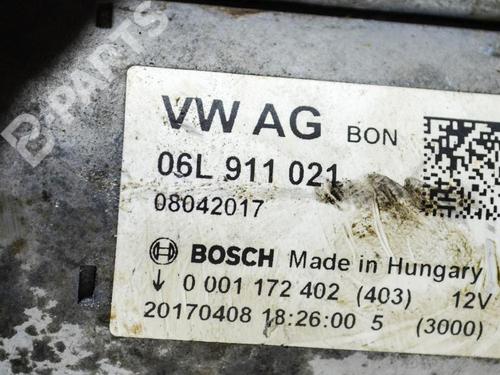 B-PARTS
VW AG BON
06L 911 021
08042017
BOSCH Made in Hungary
↓ 0 001 172 402 (403) 12V
20170408 18:26:00 5 (3000)